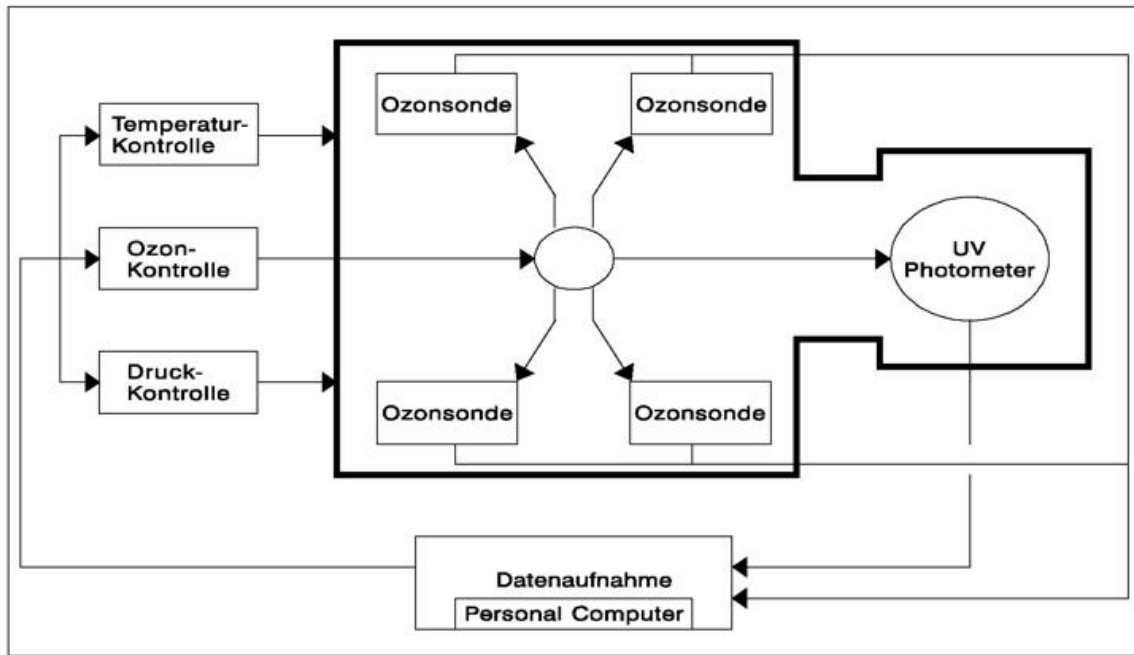 Ozonsonde
Ozonsonde
Temperatur-
Kontrolle
Ozon-
Kontrolle
UV
Photometer
Druck-
Kontrolle
Ozonsonde
Ozonsonde
Datenaufnahme
Personal Computer